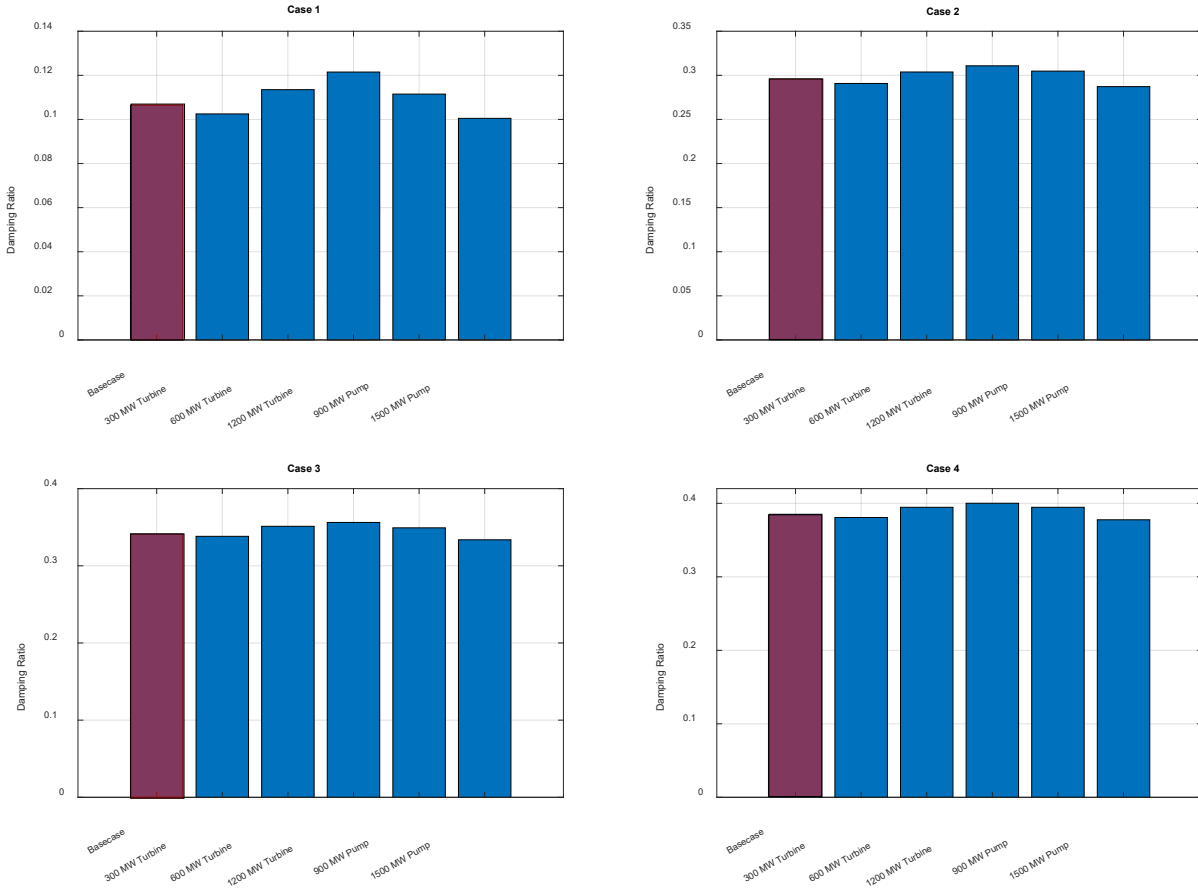 Case 1
0.14
0.12
0.1
0.08
0.06
0.04
0.02
0
Damping Ratio
Basecase
300 MW Turbine
600 MW Turbine
1200 MW Turbine
900 MW Pump
1500 MW Pump
Case 2
0.35
0.3
0.25
0.2
0.15
0.1
0.05
0
Damping Ratio
Basecase
300 MW Turbine
600 MW Turbine
1200 MW Turbine
900 MW Pump
1500 MW Pump
Case 3
0.4
0.3
0.2
0.1
0
Damping Ratio
Basecase
300 MW Turbine
600 MW Turbine
1200 MW Turbine
900 MW Pump
1500 MW Pump
Case 4
0.4
0.3
0.2
0.1
0
Damping Ratio
Basecase
300 MW Turbine
600 MW Turbine
1200 MW Turbine
900 MW Pump
1500 MW Pump